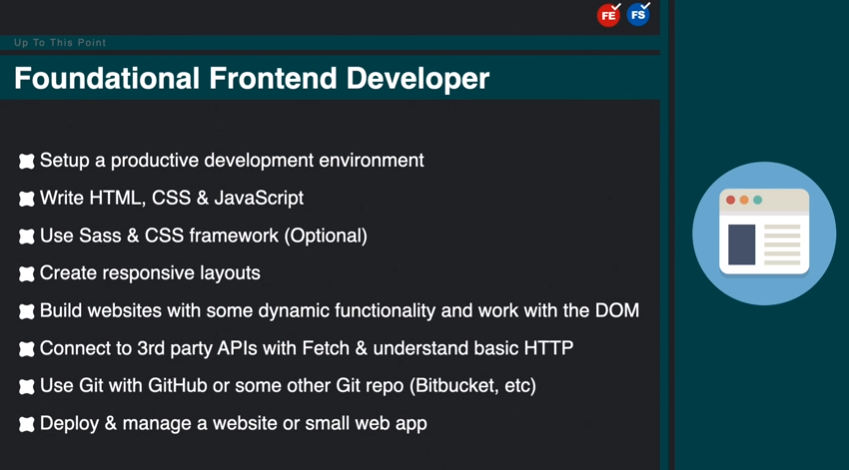 FE FS
Up To This Point
Foundational Frontend Developer
Setup a productive development environment
Write HTML, CSS & JavaScript
Use Sass & CSS framework (Optional)
Create responsive layouts
Build websites with some dynamic functionality and work with the DOM
Connect to 3rd party APIs with Fetch & understand basic HTTP
Use Git with GitHub or some other Git repo (Bitbucket, etc)
Deploy & manage a website or small web app